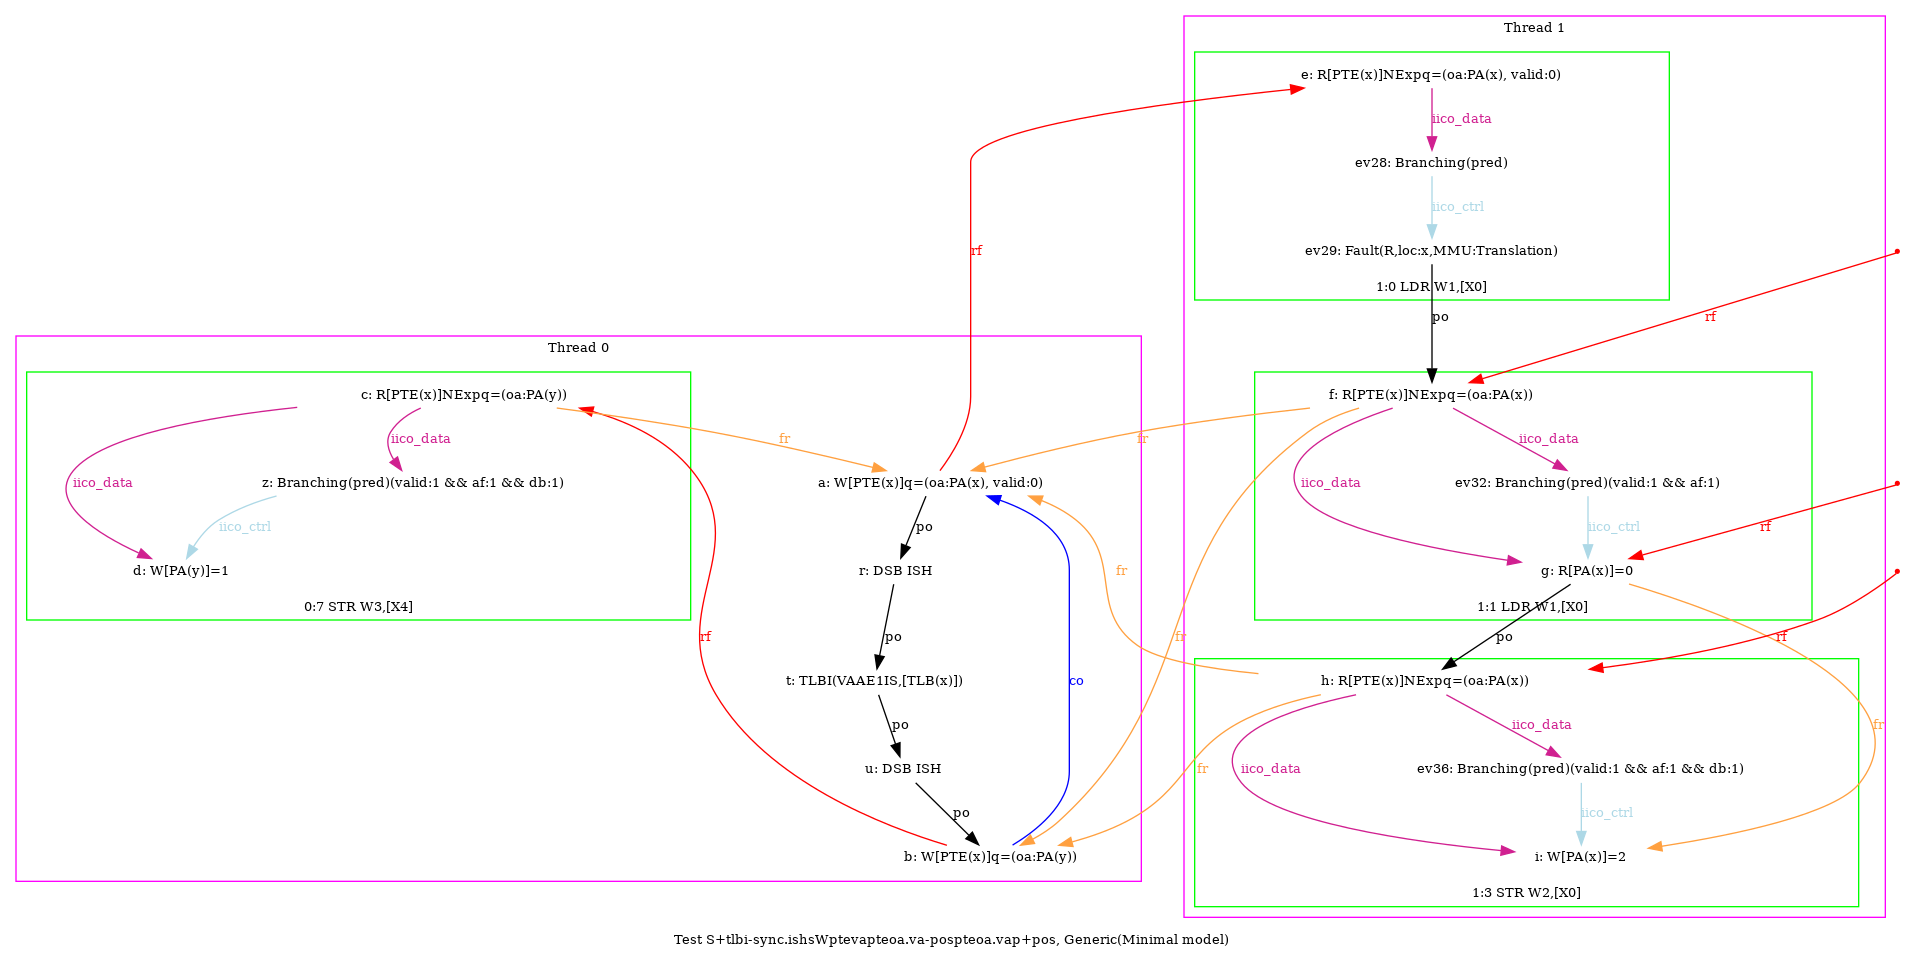 Thread 1
e: R[PTE(x)]NExpq=(oa:PA(x), valid:0)
iico_data
ev28: Branching(pred)
iico_ctrl
rf
ev29: Fault(R,loc:x,MMU:Translation)
1:0 LDR W1,[X0]
po
rf
Thread 0
c: R[PTE(x)]NExpq=(oa:PA(y))
f: R[PTE(x)]NExpq=(oa:PA(x))
iico_data
fr
fr
iico_data
iico_data
z: Branching(pred)(valid:1 && af:1 && db:1)
a: W[PTE(x)]q=(oa:PA(x), valid:0)
iico_data
ev32: Branching(pred)(valid:1 && af:1)
iico_ctrl
po
iico_ctrl
rf
d: W[PA(y)]=1
r: DSB ISH
fr
g: R[PA(x)]=0
0:7 STR W3,[X4]
1:1 LDR W1,[X0]
rf
po
fr
po
rf
t: TLBI(VAAE1IS,[TLB(x)])
co
h: R[PTE(x)]NExpq=(oa:PA(x))
po
iico_data
fr
u: DSB ISH
fr
iico_data
ev36: Branching(pred)(valid:1 && af:1 && db:1)
po
iico_ctrl
b: W[PTE(x)]q=(oa:PA(y))
i: W[PA(x)]=2
1:3 STR W2,[X0]
Test S+tlbi-sync.ishsWptevapteoa.va-pospteoa.vap+pos, Generic(Minimal model)